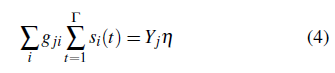 ∑_i g_{ji} ∑_{t=1}^{Γ} s_i(t) = Y_j η (4)